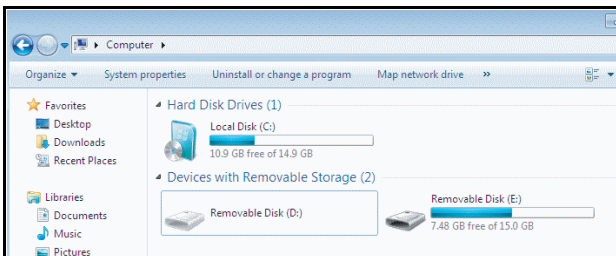 Computer
Organize System properties Uninstall or change a program Map network drive »
Favorites
Desktop
Downloads
Recent Places
Libraries
Documents
Music
Pictures
Hard Disk Drives (1)
Local Disk (C:)
10.9 GB free of 14.9 GB
Devices with Removable Storage (2)
Removable Disk (D:)
Removable Disk (E:)
7.48 GB free of 15.0 GB